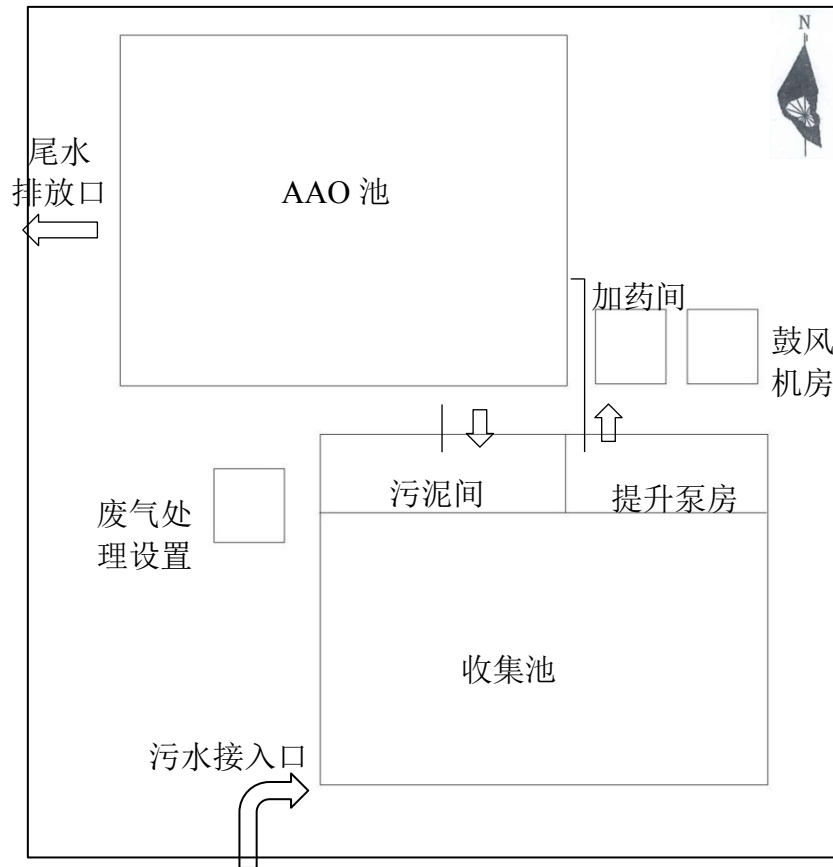 N
尾水
排放口
AAO 池
加药间
鼓风
机房
污泥间
提升泵房
废气处
理设置
收集池
污水接入口